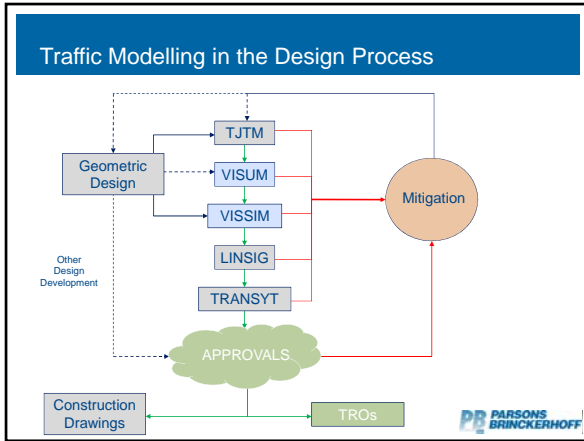 Traffic Modelling in the Design Process
TJTM
Geometric
Design
VISUM
Mitigation
VISSIM
Other
Design
Development
LINSIG
TRANSYT
APPROVALS
Construction
Drawings
TROs
PB PARSONS
BRINCKERHOFF